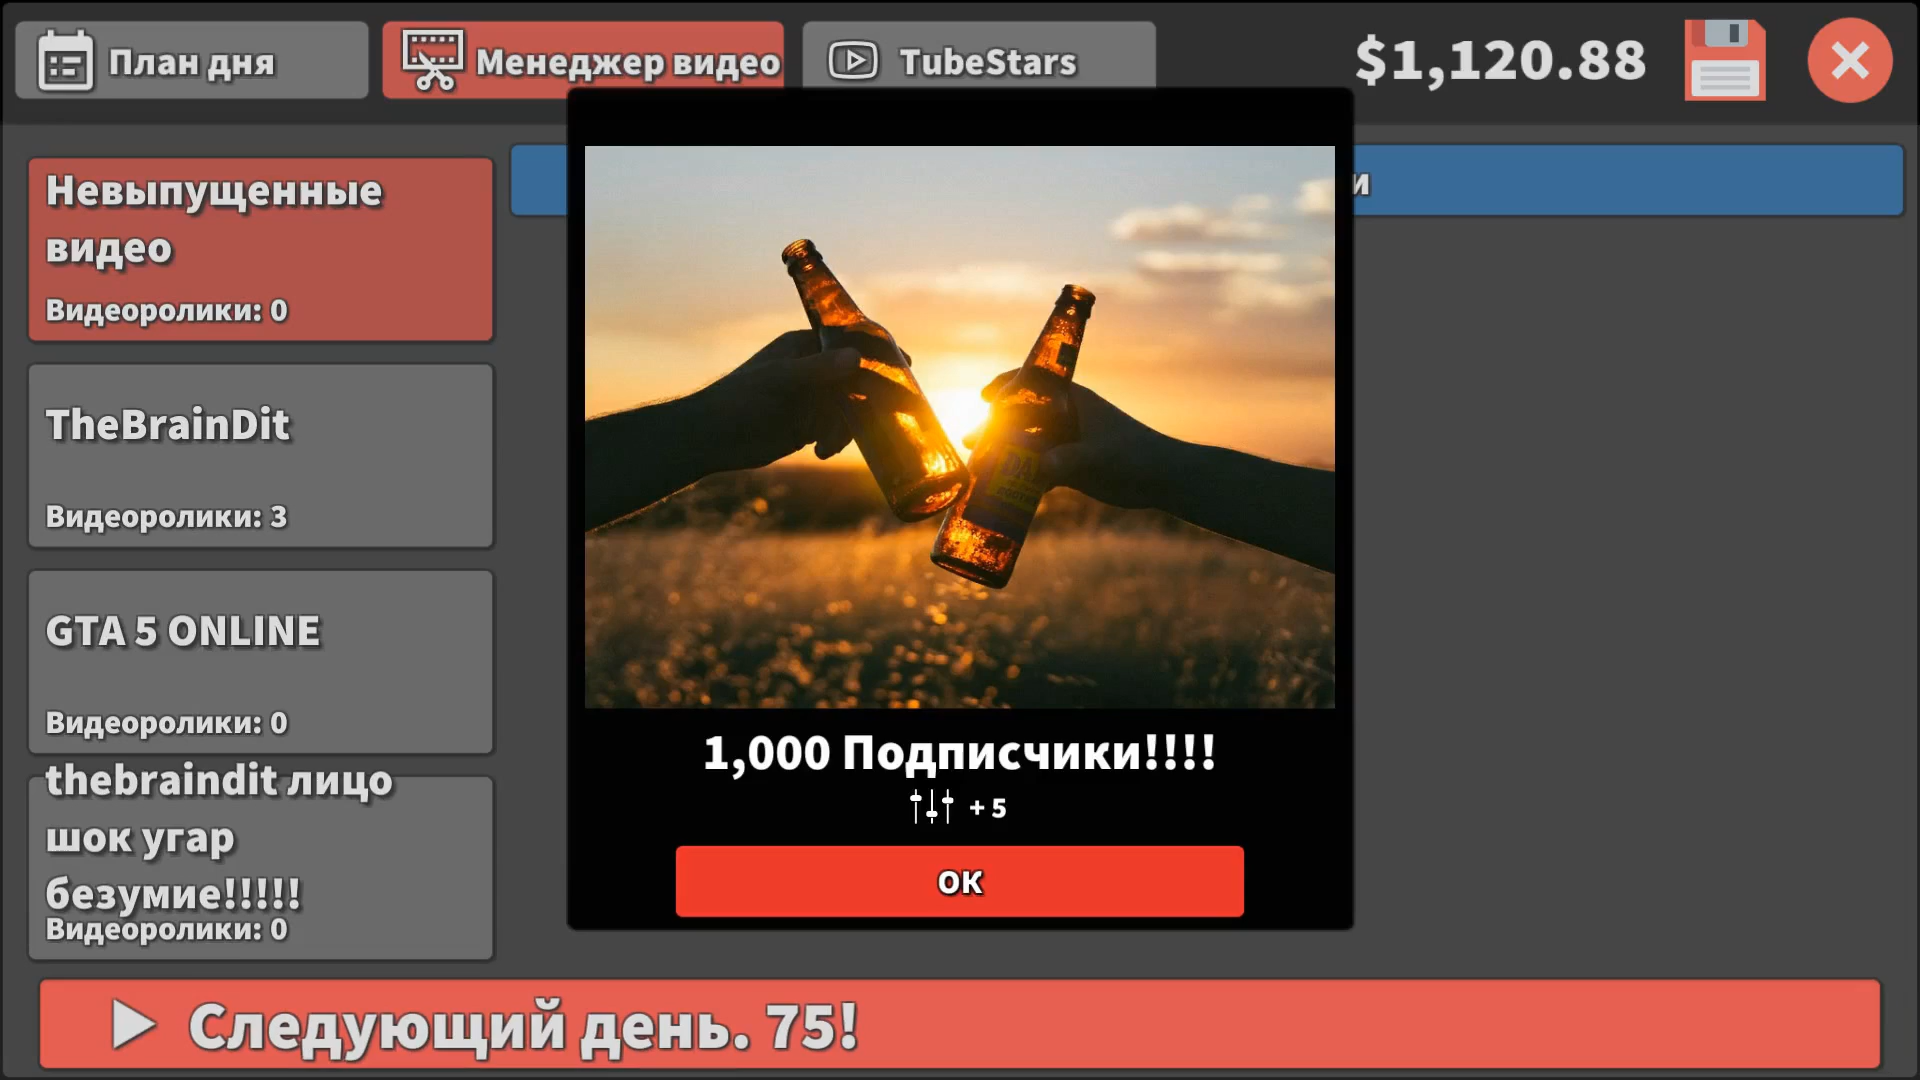 План дня
Менеджер видео
TubeStars
$1,120.88
Невыпущенные
видео
Видеоролики: 0
TheBrainDit
Видеоролики: 3
GTA 5 ONLINE
Видеоролики: 0
thebraindit лицо
шок угар
безумие!!!!!
Видеоролики: 0
1,000 Подписчики!!!!
+ 5
ОК
Следующий день. 75!